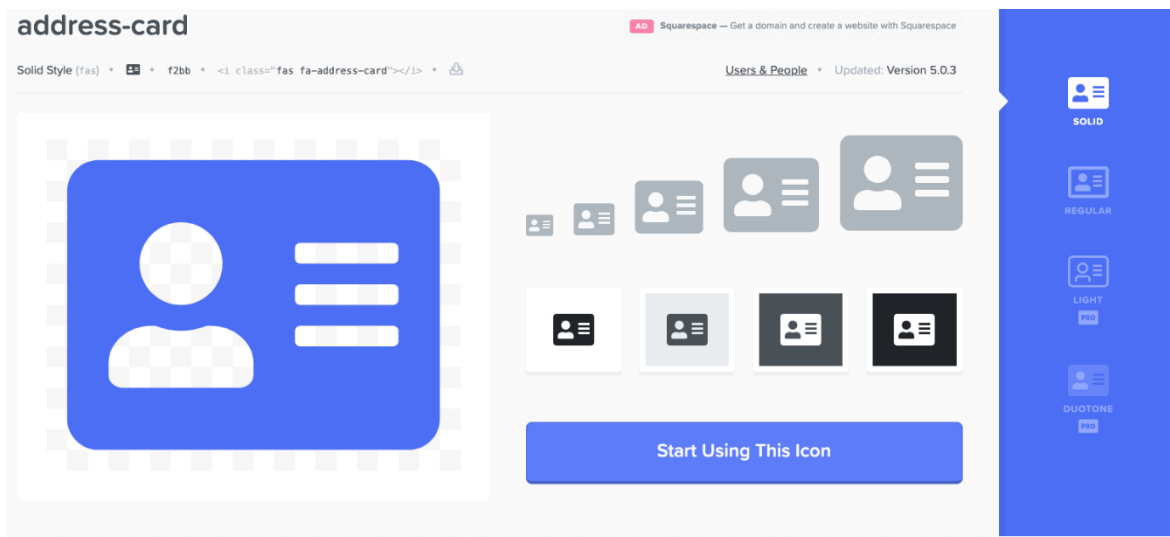 address-card
AD Squarespace — Get a domain and create a website with Squarespace
Solid Style (fas) • f2bb • <i class="fas fa-address-card"></i> •
Users & People • Updated: Version 5.0.3
SOLID
REGULAR
LIGHT
PRO
DUOTONE
PRO
Start Using This Icon